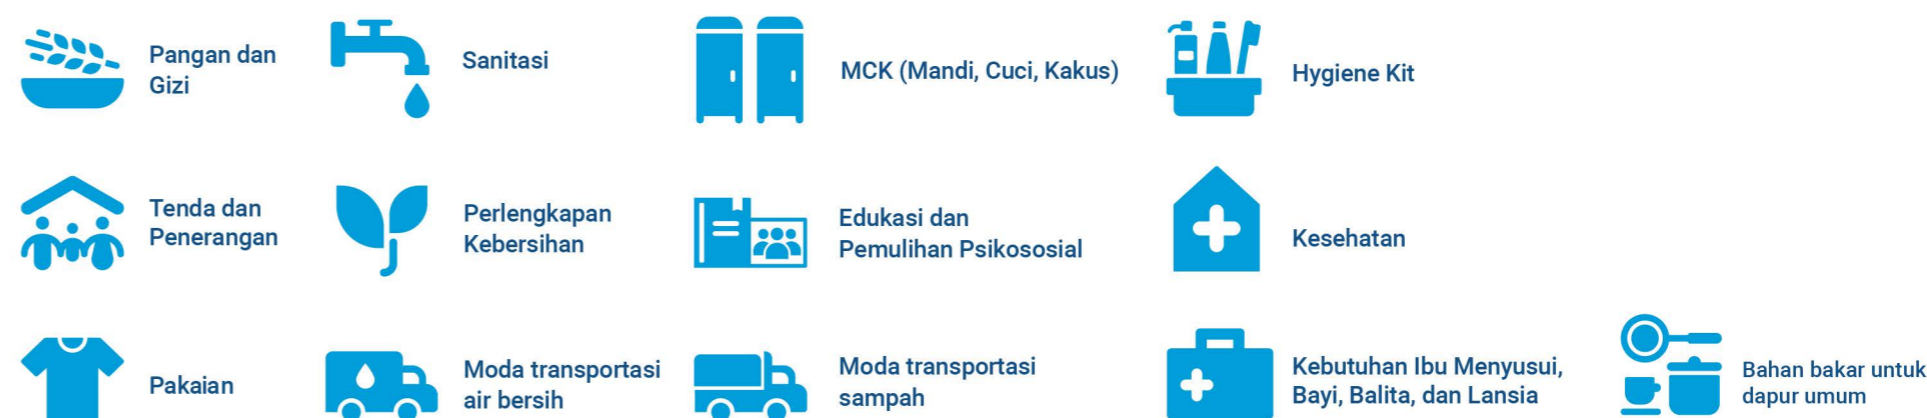 Pangan dan
Gizi
Sanitasi
MCK (Mandi, Cuci, Kakus)
Hygiene Kit
Tenda dan
Penerangan
Perlengkapan
Kebersihan
Edukasi dan
Pemulihan Psikososial
Kesehatan
Pakaian
Moda transportasi
air bersih
Moda transportasi
sampah
Kebutuhan Ibu Menyusui,
Bayi, Balita, dan Lansia
Bahan bakar untuk
dapur umum